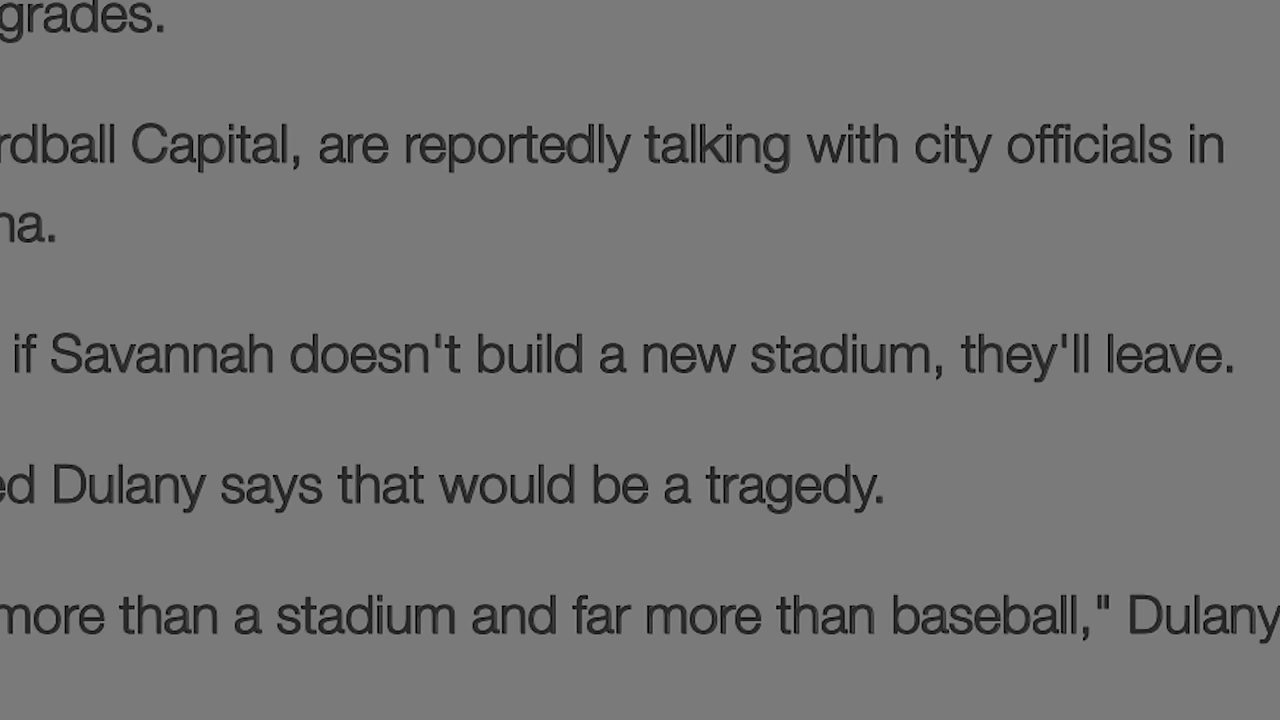 grades.
rdball Capital, are reportedly talking with city officials in
na.
if Savannah doesn't build a new stadium, they'll leave.
ed Dulany says that would be a tragedy.
more than a stadium and far more than baseball," Dulany